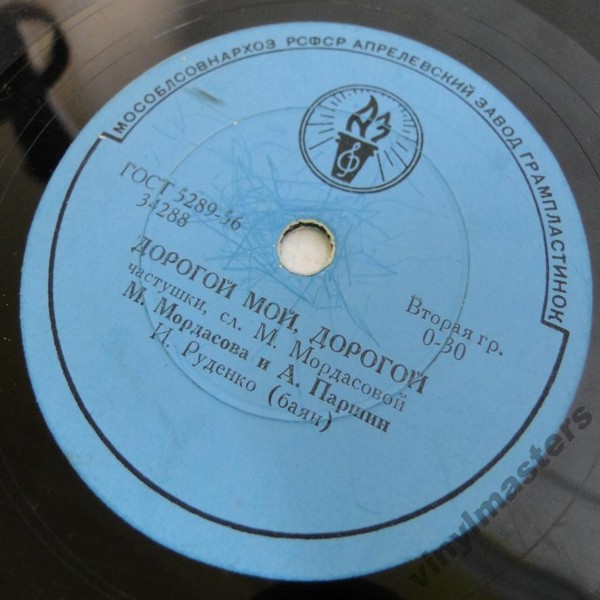 МОСОБЛСОВНАРХОЗ РСФСР АПРЕЛЕВСКИЙ ЗАВОД ГРАМПЛАСТИНОК
АЗ
ГОСТ 5289-56
34288
Вторая гр.
0-30
ДОРОГОЙ МОЙ, ДОРОГОЙ
частушки, сл. М. Мордасовой
М. Мордасова и А. Паршин
И. Руденко (баян)
vinylmasters